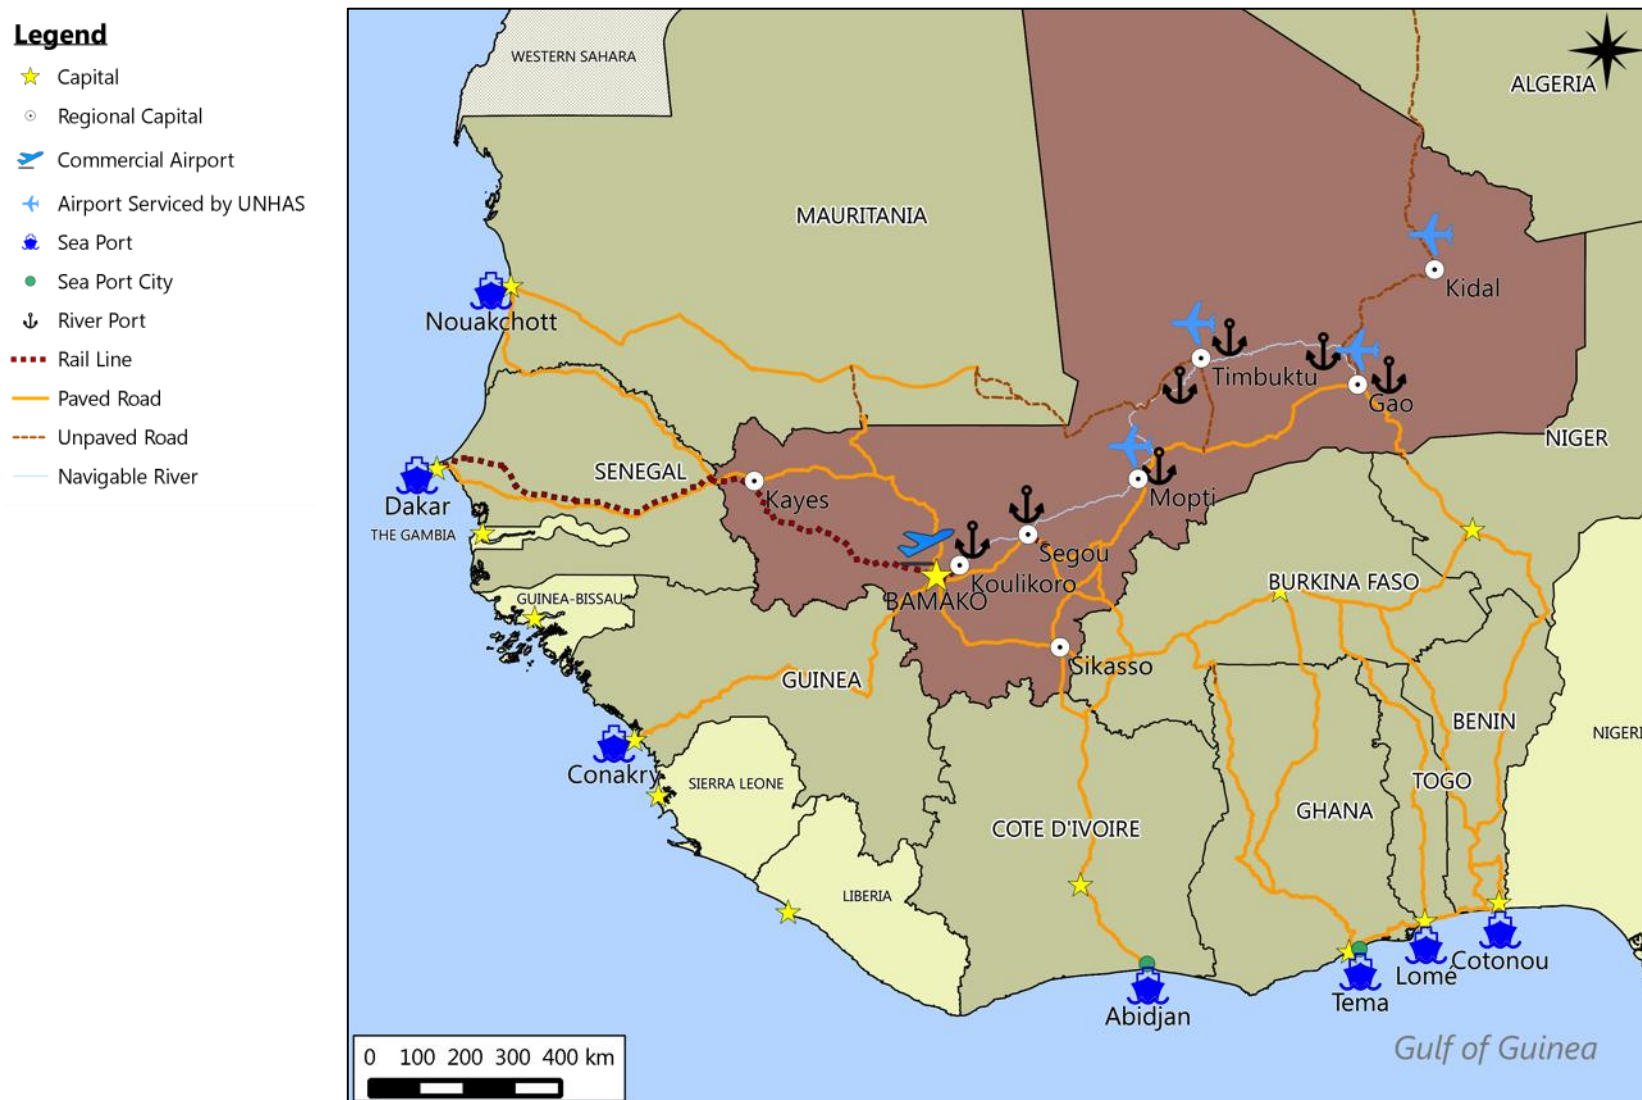 Legend
Capital
Regional Capital
Commercial Airport
Airport Serviced by UNHAS
Sea Port
Sea Port City
River Port
Rail Line
Paved Road
Unpaved Road
Navigable River
WESTERN SAHARA
ALGERIA
MAURITANIA
Kidal
Nouakchott
Timbuktu
Gao
NIGER
SENEGAL
Kayes
Mopti
Dakar
THE GAMBIA
Segou
Koulikoro
BURKINA FASO
BAMAKO
GUINEA-BISSAU
Sikasso
GUINEA
BENIN
NIGERI
Conakry
SIERRA LEONE
TOGO
GHANA
COTE D'IVOIRE
LIBERIA
Cotonou
Lomé
Tema
Abidjan
Gulf of Guinea
0 100 200 300 400 km